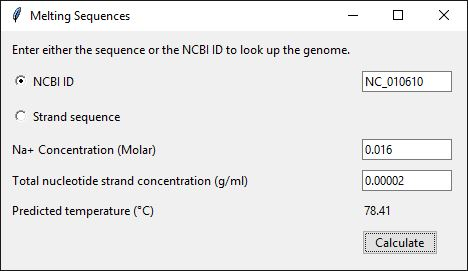 Melting Sequences
Enter either the sequence or the NCBI ID to look up the genome.
NCBI ID NC_010610
Strand sequence
Na+ Concentration (Molar) 0.016
Total nucleotide strand concentration (g/ml) 0.00002
Predicted temperature (°C) 78.41
Calculate